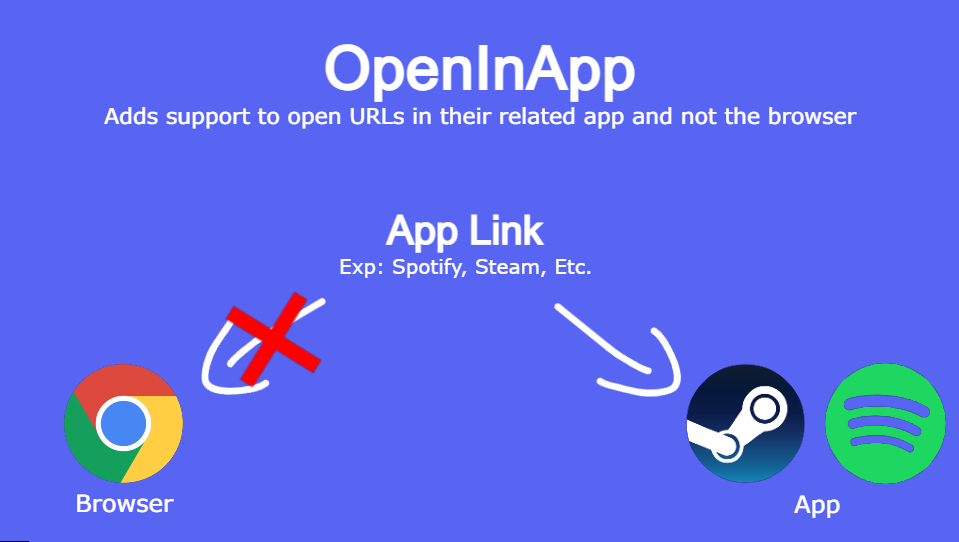 OpenInApp
Adds support to open URLs in their related app and not the browser
App Link
Exp: Spotify, Steam, Etc.
Browser
App